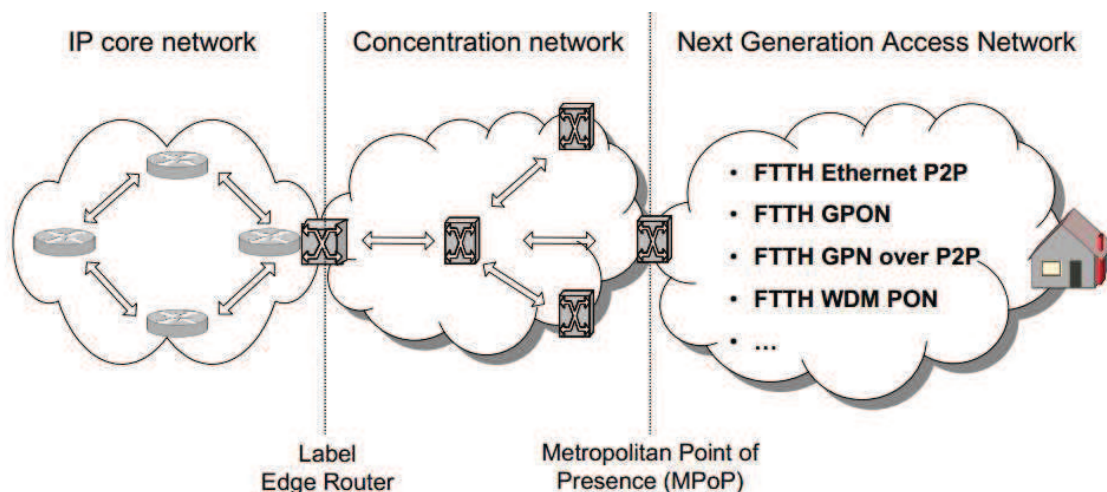 IP core network
Concentration network
Next Generation Access Network
• FTTH Ethernet P2P
• FTTH GPON
• FTTH GPN over P2P
• FTTH WDM PON
• ...
Label
Edge Router
Metropolitan Point of
Presence (MPoP)